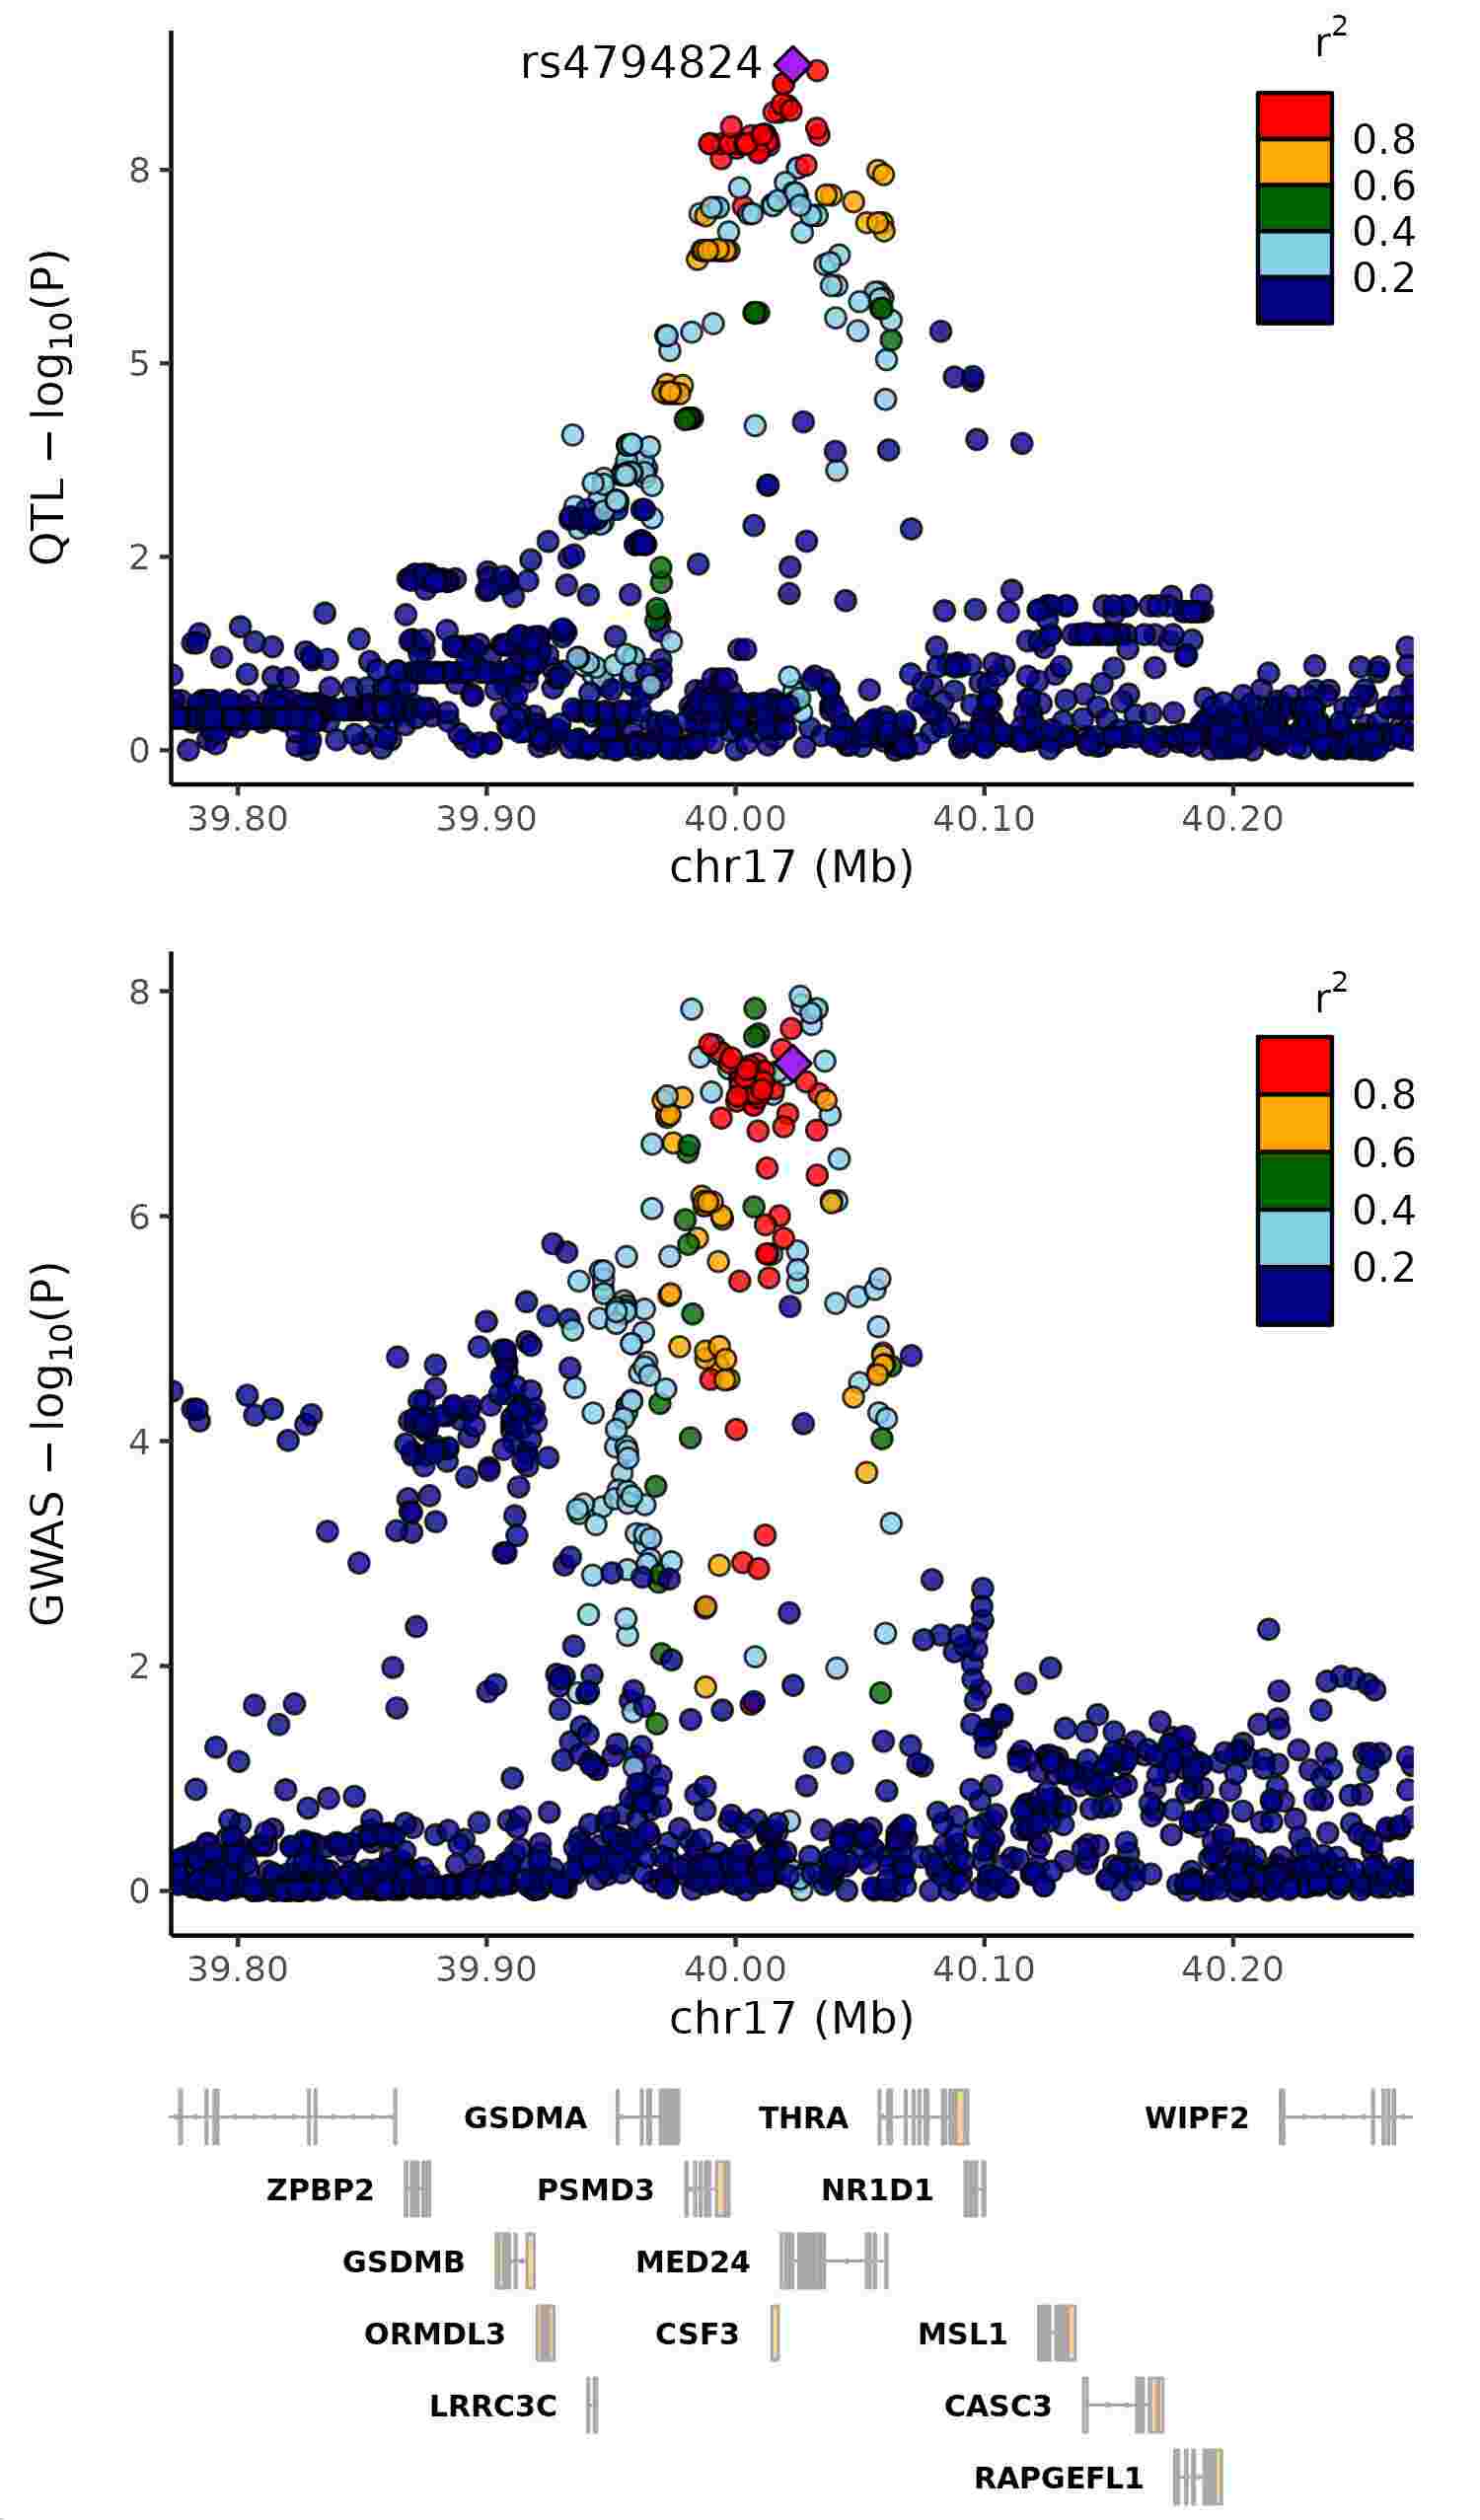 rs4794824
r²
0.8
0.6
0.4
0.2
QTL − log₁₀(P)
8
5
2
0
39.80 39.90 40.00 40.10 40.20
chr17 (Mb)
r²
0.8
0.6
0.4
0.2
GWAS − log₁₀(P)
8
6
4
2
0
39.80 39.90 40.00 40.10 40.20
chr17 (Mb)
GSDMA THRA WIPF2
ZPBP2 PSMD3 NR1D1
GSDMB MED24
ORMDL3 CSF3 MSL1
LRRC3C CASC3
RAPGEFL1